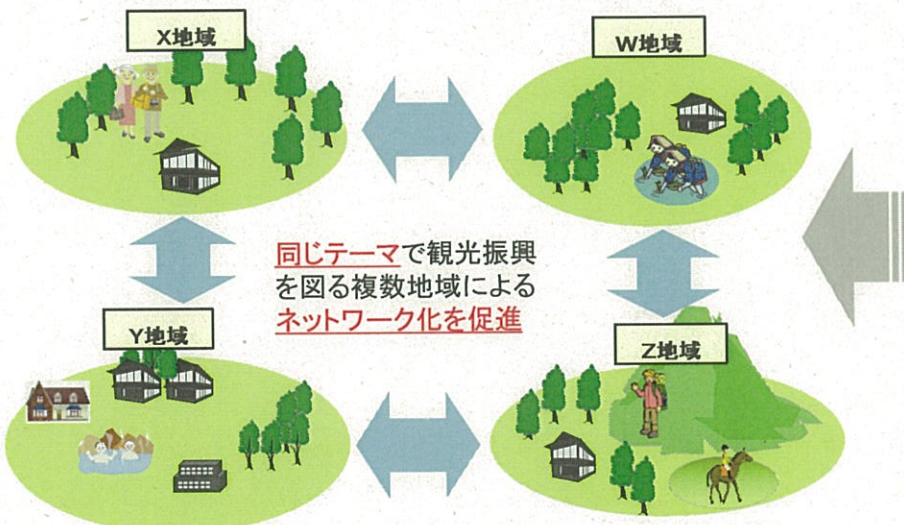 X地域
W地域
同じテーマで観光振興
を図る複数地域による
ネットワーク化を促進
Y地域
Z地域